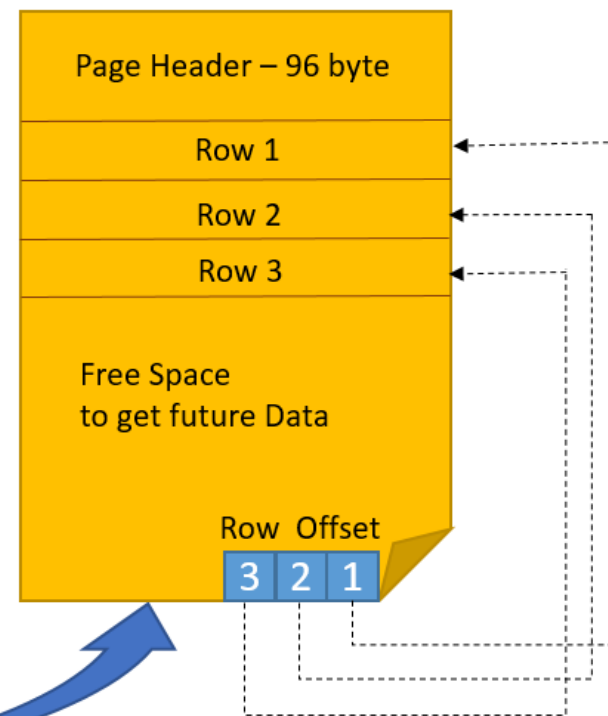 Page Header – 96 byte
Row 1
Row 2
Row 3
Free Space
to get future Data
Row Offset
3 2 1